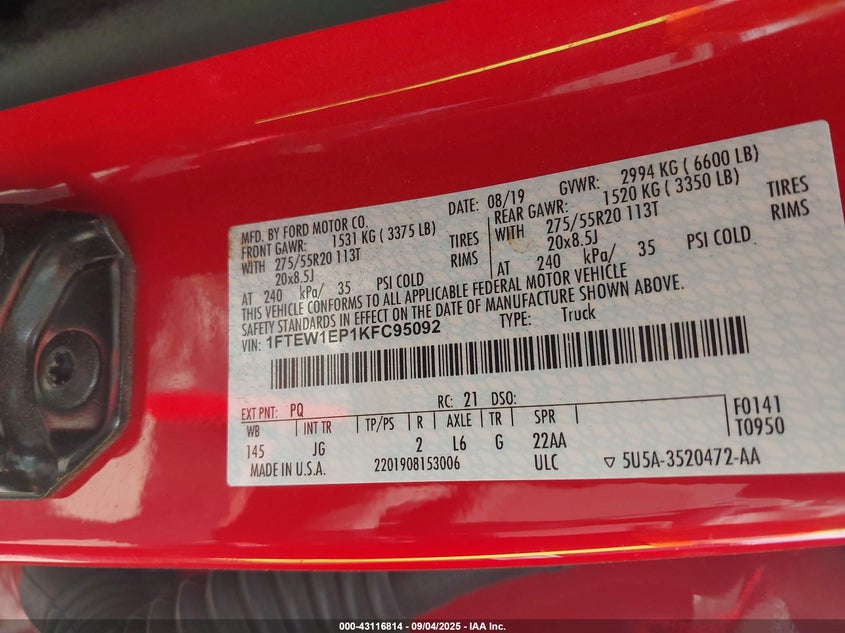 MFD. BY FORD MOTOR CO. DATE: 08/19 GVWR: 2994 KG ( 6600 LB)
FRONT GAWR: 1531 KG ( 3375 LB) REAR GAWR: 1520 KG ( 3350 LB)
WITH 275/55R20 113T TIRES WITH 275/55R20 113T TIRES
20x8.5J RIMS 20x8.5J RIMS
AT 240 kPa/ 35 PSI COLD AT 240 kPa/ 35 PSI COLD
THIS VEHICLE CONFORMS TO ALL APPLICABLE FEDERAL MOTOR VEHICLE
SAFETY STANDARDS IN EFFECT ON THE DATE OF MANUFACTURE SHOWN ABOVE.
VIN: 1FTEW1EP1KFC95092 TYPE: Truck
EXT PNT: PQ RC: 21 DSO: F0141
WB INT TR TP/PS R AXLE TR SPR T0950
145 JG 2 L6 G 22AA
MADE IN U.S.A. 2201908153006 ULC ▽ 5U5A-3520472-AA
000-43116814 - 09/04/2025 - IAA Inc.